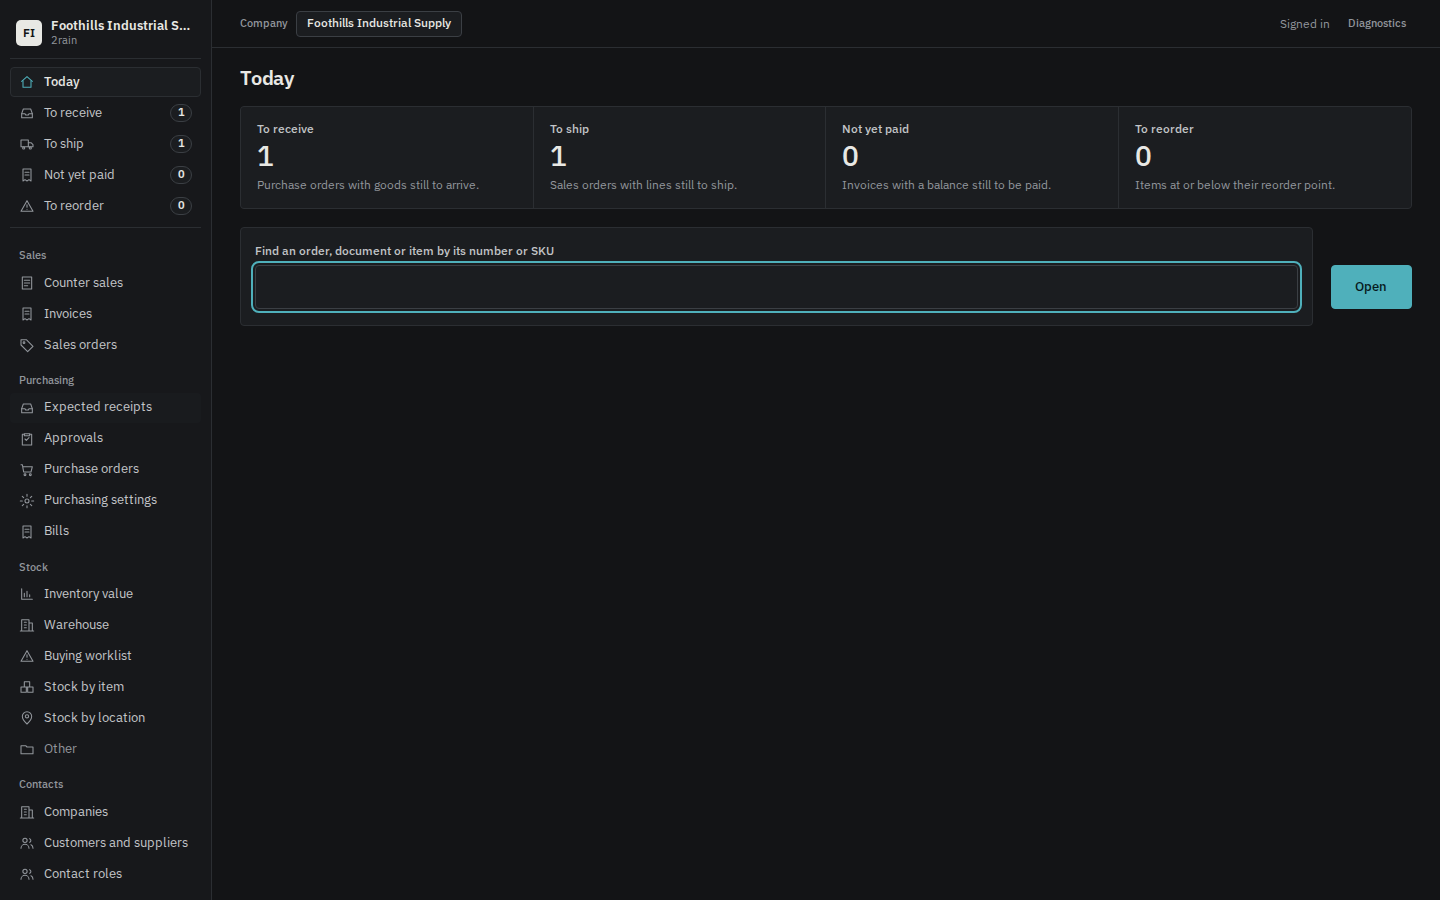 FI
Foothills Industrial S...
2rain
Today
To receive 1
To ship 1
Not yet paid 0
To reorder 0
Sales
Counter sales
Invoices
Sales orders
Purchasing
Expected receipts
Approvals
Purchase orders
Purchasing settings
Bills
Stock
Inventory value
Warehouse
Buying worklist
Stock by item
Stock by location
Other
Contacts
Companies
Customers and suppliers
Contact roles
Company Foothills Industrial Supply
Signed in Diagnostics
Today
To receive
1
Purchase orders with goods still to arrive.
To ship
1
Sales orders with lines still to ship.
Not yet paid
0
Invoices with a balance still to be paid.
To reorder
0
Items at or below their reorder point.
Find an order, document or item by its number or SKU
Open